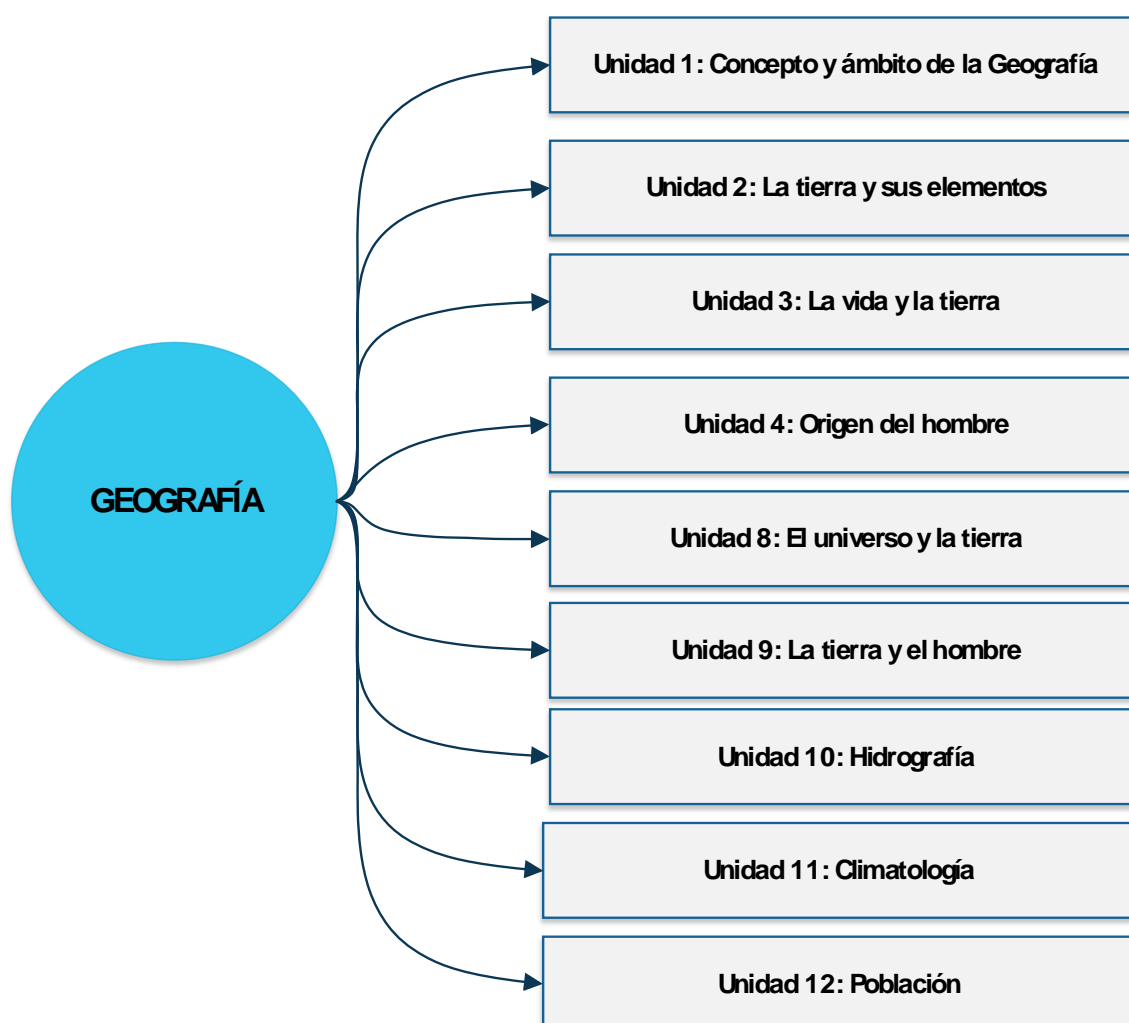 Unidad 1: Concepto y ámbito de la Geografía
Unidad 2: La tierra y sus elementos
Unidad 3: La vida y la tierra
Unidad 4: Origen del hombre
GEOGRAFÍA
Unidad 8: El universo y la tierra
Unidad 9: La tierra y el hombre
Unidad 10: Hidrografía
Unidad 11: Climatología
Unidad 12: Población